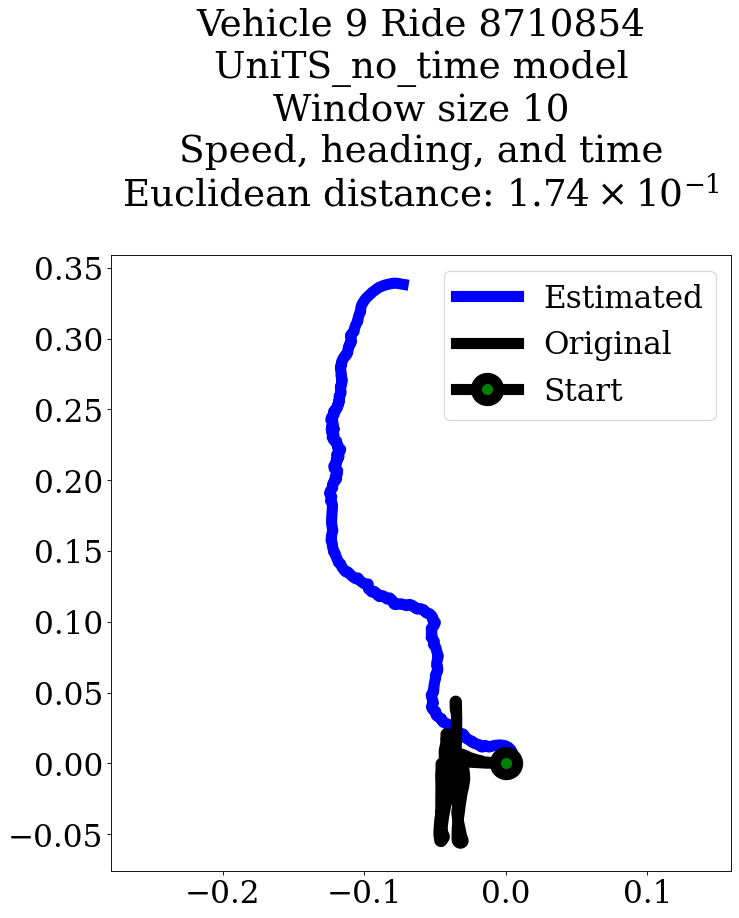 Vehicle 9 Ride 8710854
UniTS_no_time model
Window size 10
Speed, heading, and time
Euclidean distance: 1.74 × 10⁻¹
0.35
0.30
0.25
0.20
0.15
0.10
0.05
0.00
−0.05
Estimated
Original
Start
−0.2 −0.1 0.0 0.1